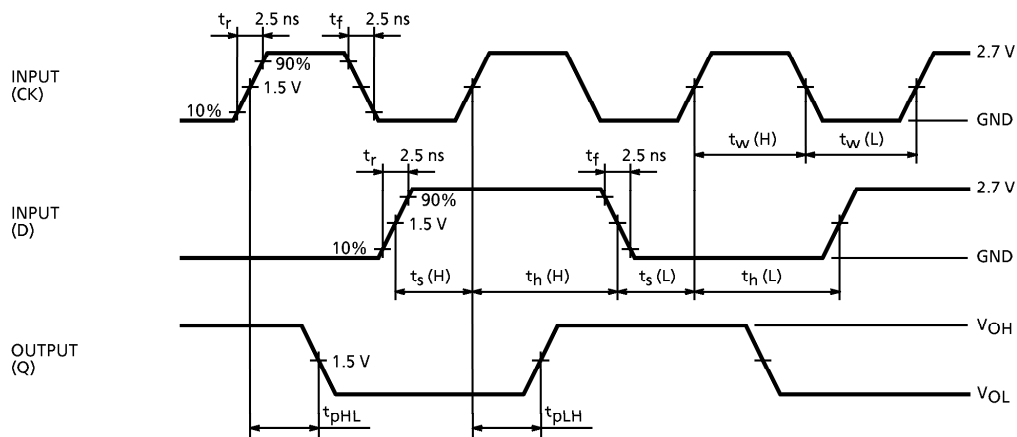 tr 2.5 ns tf 2.5 ns
INPUT
(CK)
10%
90%
1.5 V
2.7 V
GND
tw (H) tw (L)
tr 2.5 ns tf 2.5 ns
INPUT
(D)
10%
90%
1.5 V
2.7 V
GND
ts (H) th (H) ts (L) th (L)
OUTPUT
(Q)
1.5 V
VOH
VOL
tpHL tpLH